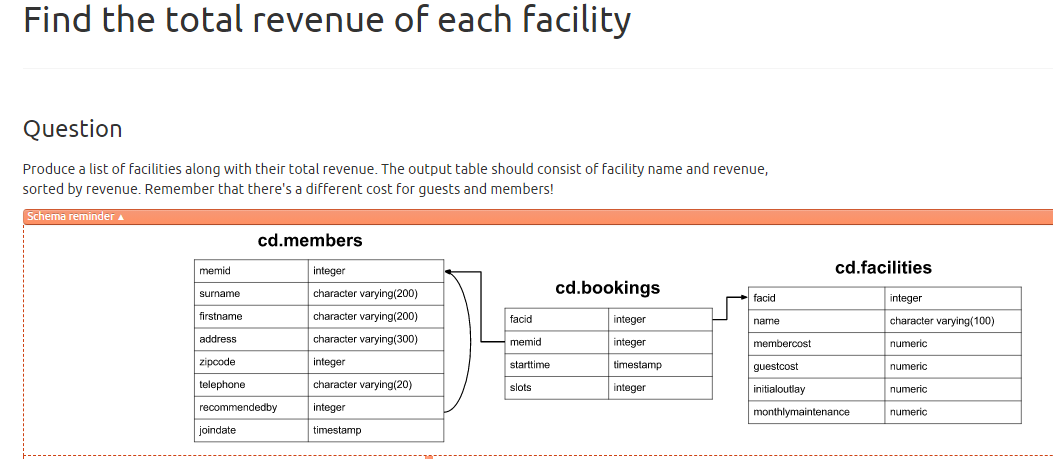 Find the total revenue of each facility
Question
Produce a list of facilities along with their total revenue. The output table should consist of facility name and revenue,
sorted by revenue. Remember that there's a different cost for guests and members!
Schema reminder ▲
cd.members
memid integer
surname character varying(200)
firstname character varying(200)
address character varying(300)
zipcode integer
telephone character varying(20)
recommendedby integer
joindate timestamp
cd.bookings
facid integer
memid integer
starttime timestamp
slots integer
cd.facilities
facid integer
name character varying(100)
membercost numeric
guestcost numeric
initialoutlay numeric
monthlymaintenance numeric